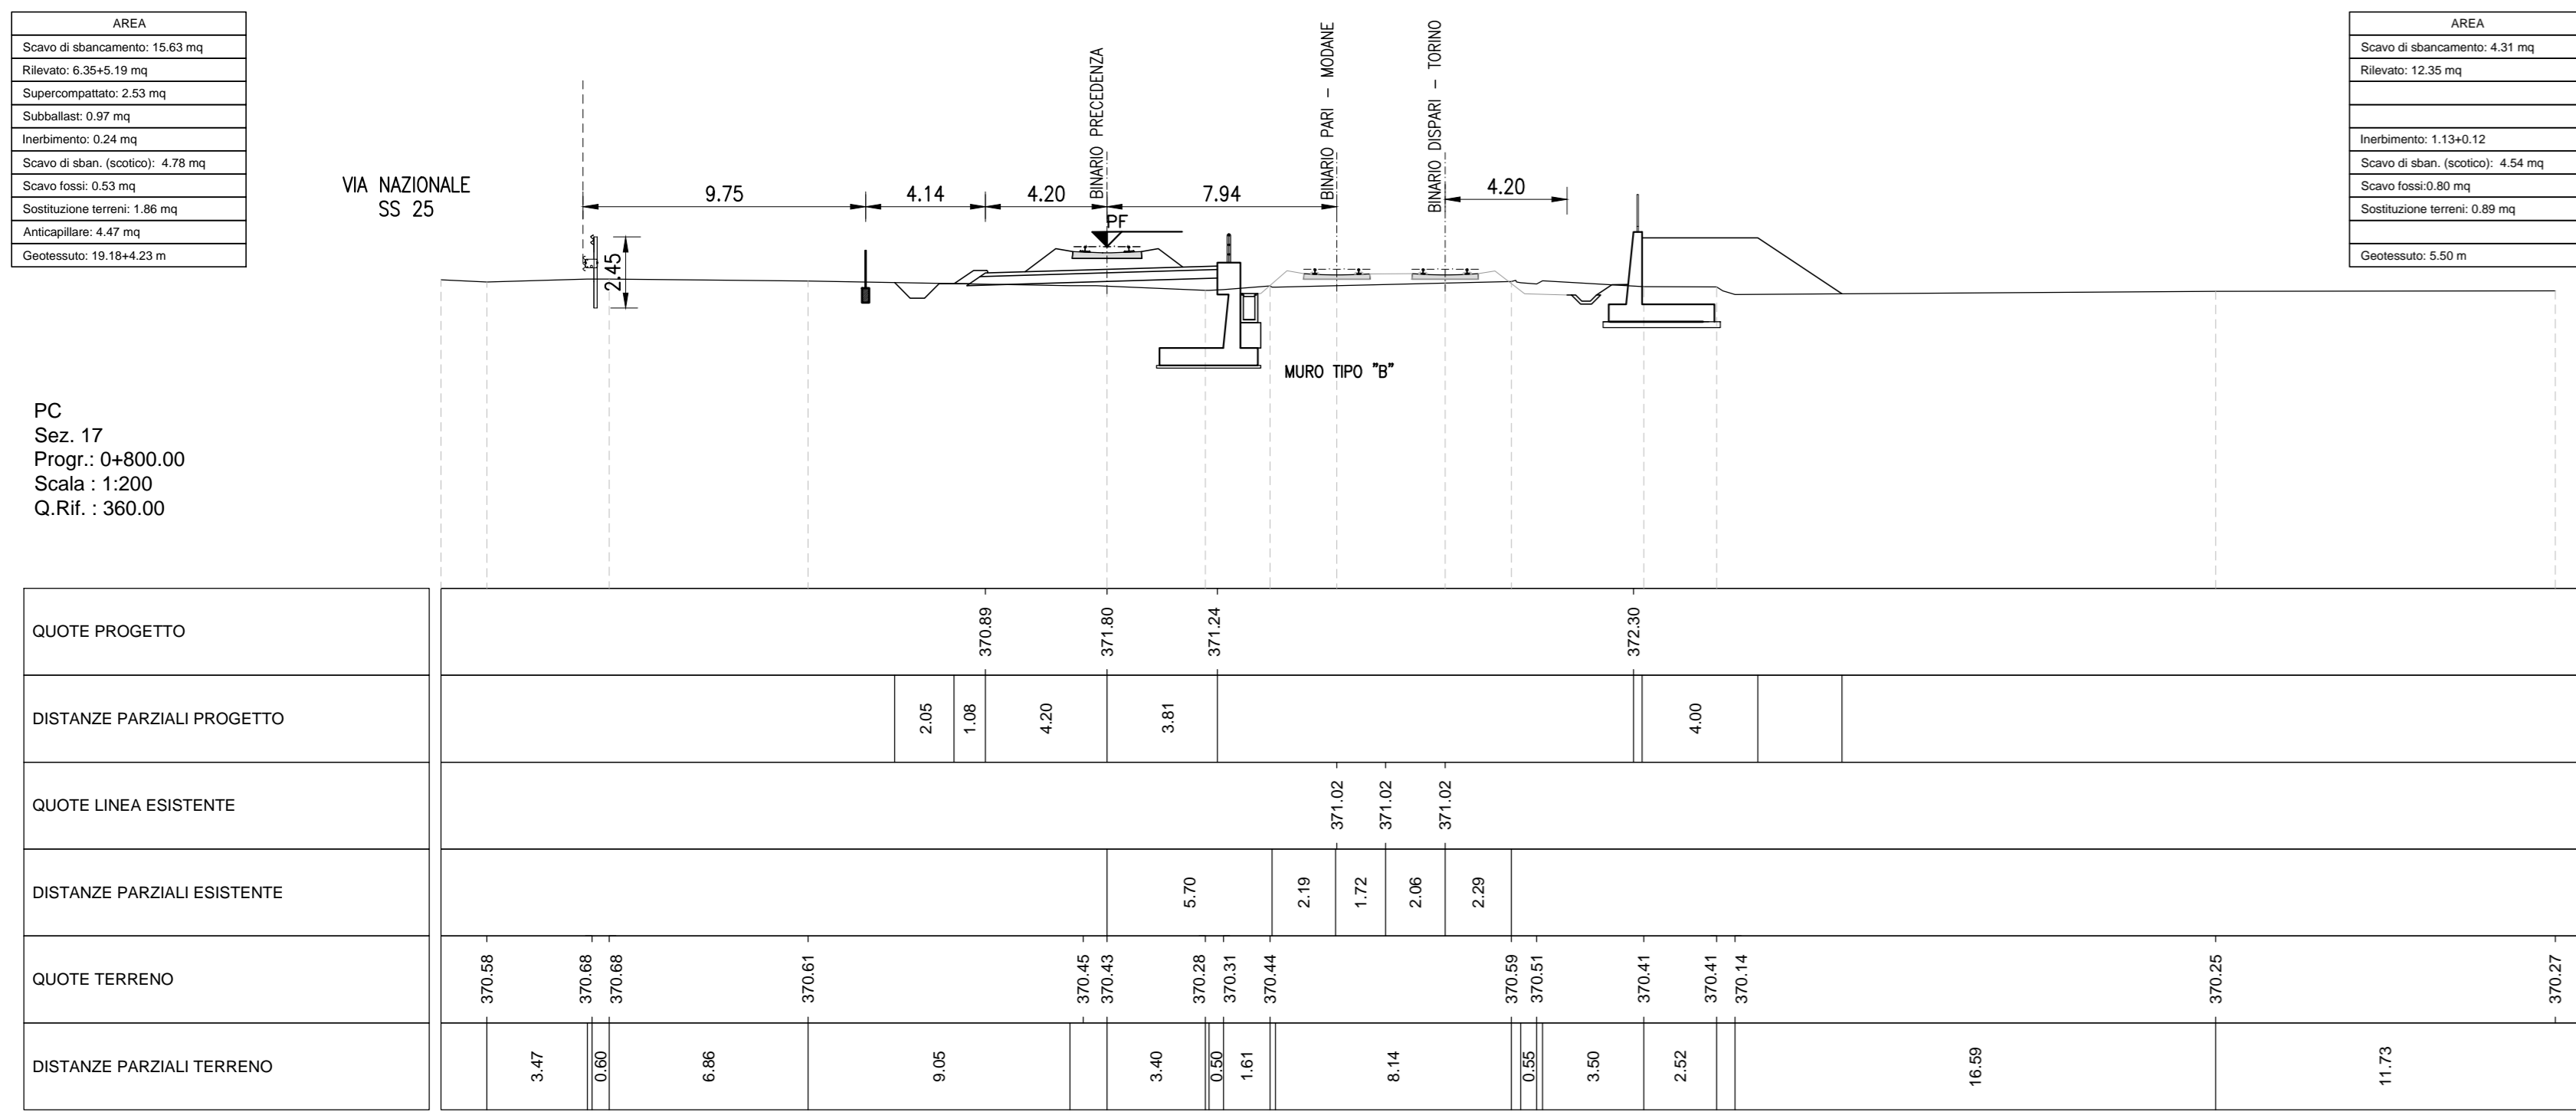 AREA
Scavo di sbancamento: 15.63 mq
Rilevato: 6.35+5.19 mq
Supercompattato: 2.53 mq
Subballast: 0.97 mq
Inerbimento: 0.24 mq
Scavo di sban. (scotico): 4.78 mq
Scavo fossi: 0.53 mq
Sostituzione terreni: 1.86 mq
Anticapillare: 4.47 mq
Geotessuto: 19.18+4.23 m
VIA NAZIONALE
SS 25
BINARIO PRECEDENZA
BINARIO PARI - MODANE
BINARIO DISPARI - TORINO
9.75
4.14
4.20
7.94
4.20
PF
2.45
MURO TIPO "B"
AREA
Scavo di sbancamento: 4.31 mq
Rilevato: 12.35 mq
Inerbimento: 1.13+0.12
Scavo di sban. (scotico): 4.54 mq
Scavo fossi:0.80 mq
Sostituzione terreni: 0.89 mq
Geotessuto: 5.50 m
PC
Sez. 17
Progr.: 0+800.00
Scala : 1:200
Q.Rif. : 360.00
QUOTE PROGETTO
370.89
371.80
371.24
372.30
DISTANZE PARZIALI PROGETTO
2.05
1.08
4.20
3.81
4.00
QUOTE LINEA ESISTENTE
371.02
371.02
371.02
DISTANZE PARZIALI ESISTENTE
5.70
2.19
1.72
2.06
2.29
QUOTE TERRENO
370.58
370.68
370.68
370.61
370.45
370.43
370.28
370.31
370.44
370.59
370.51
370.41
370.41
370.14
370.25
370.27
DISTANZE PARZIALI TERRENO
3.47
0.60
6.86
9.05
3.40
0.50
1.61
8.14
0.55
3.50
2.52
16.59
11.73